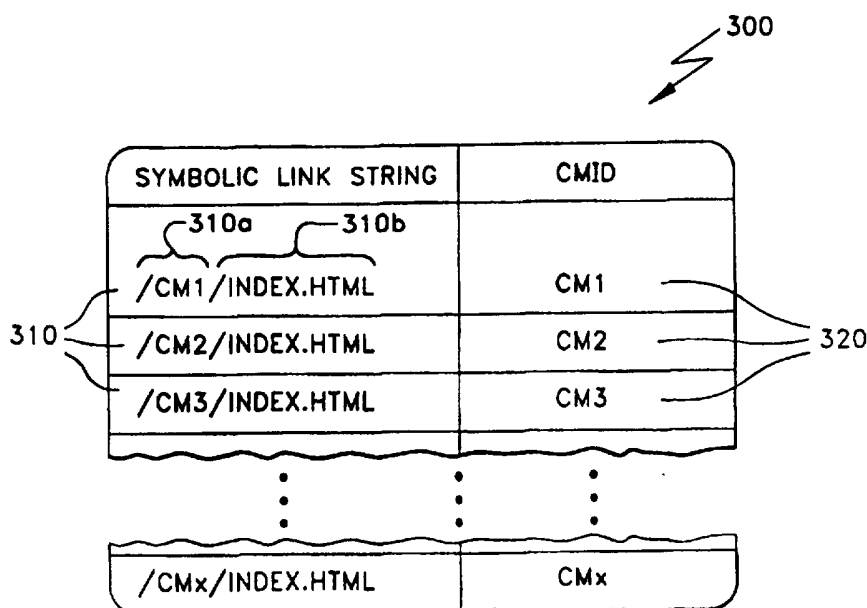 300
SYMBOLIC LINK STRING CMID
310a 310b
/CM1/INDEX.HTML CM1
310 /CM2/INDEX.HTML CM2 320
/CM3/INDEX.HTML CM3
/CMx/INDEX.HTML CMx